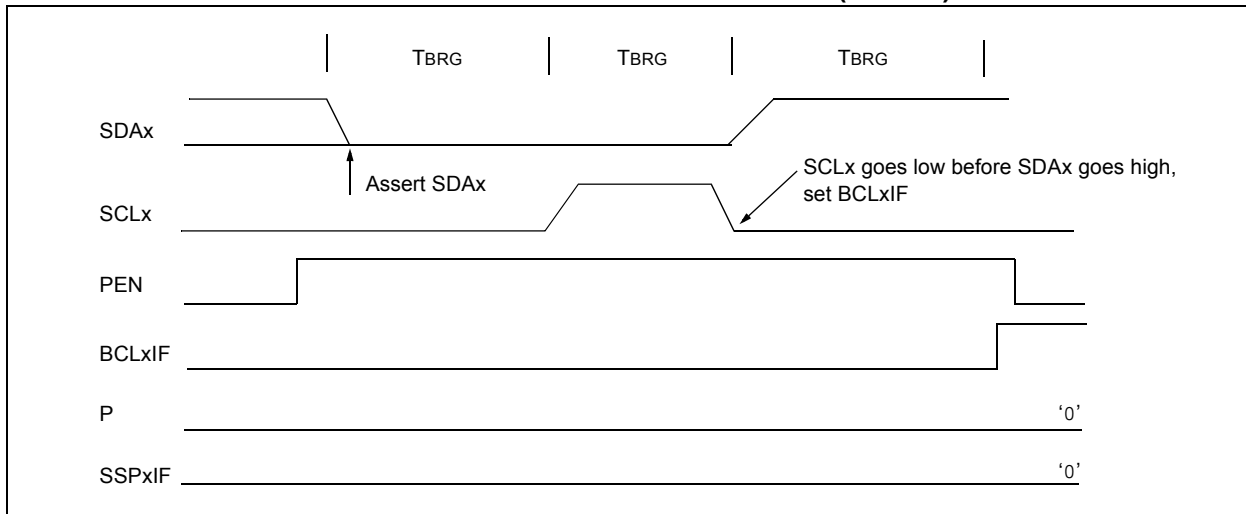 TBRG TBRG TBRG
SDAx
Assert SDAx
SCLx goes low before SDAx goes high,
set BCLxIF
SCLx
PEN
BCLxIF
P '0'
SSPxIF '0'